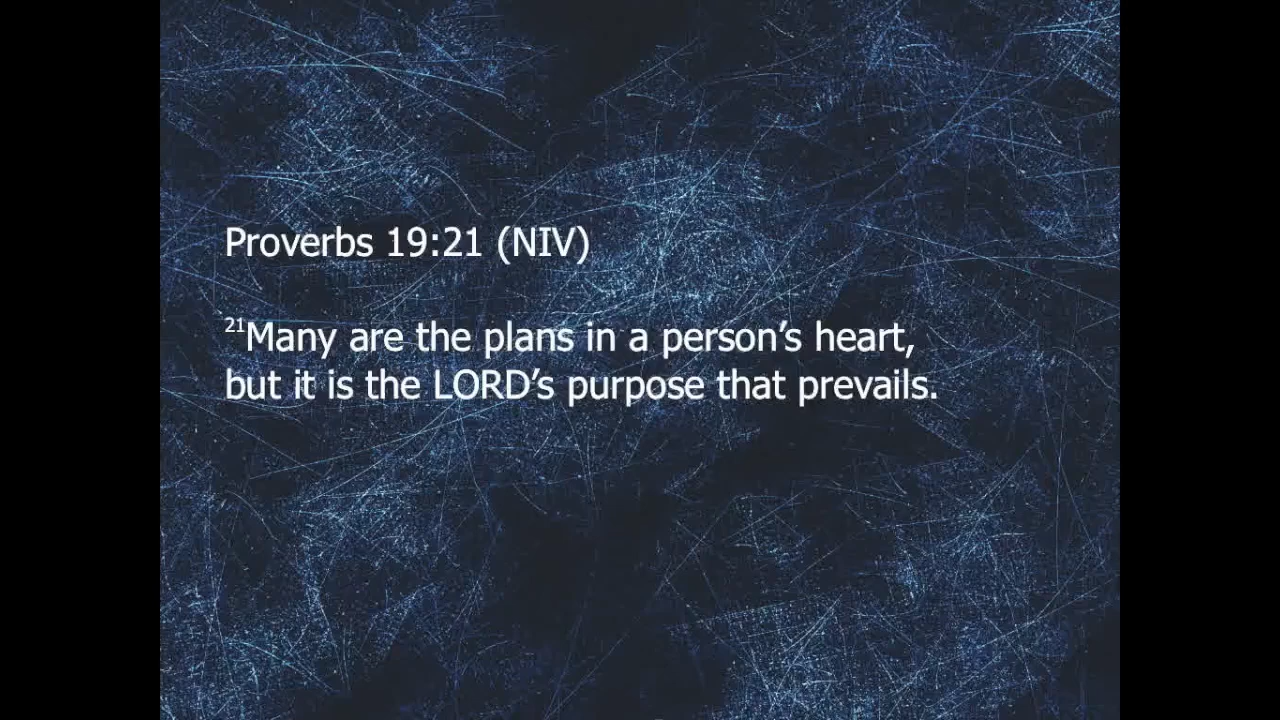 Proverbs 19:21 (NIV)
21Many are the plans in a person’s heart,
but it is the LORD’s purpose that prevails.